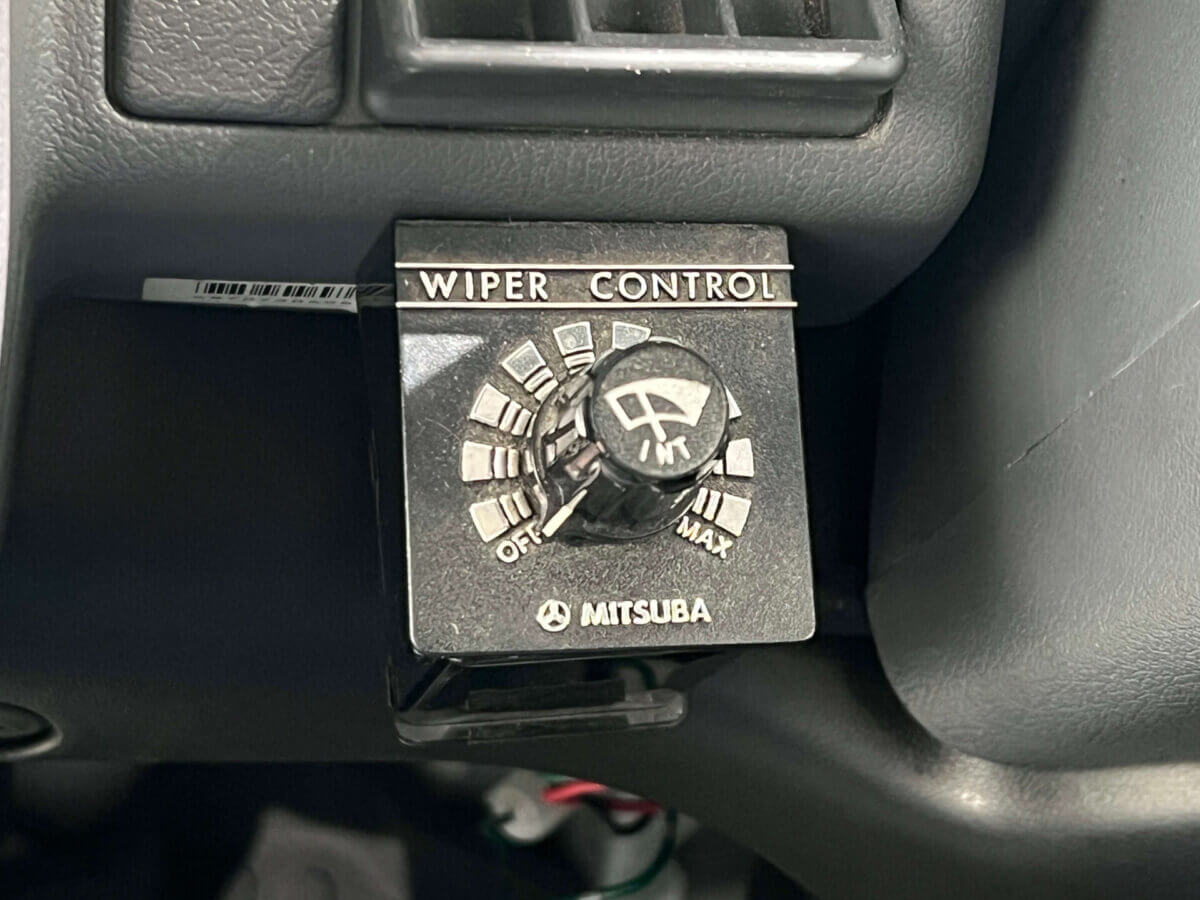 WIPER CONTROL
INT
OFF
MAX
MITSUBA